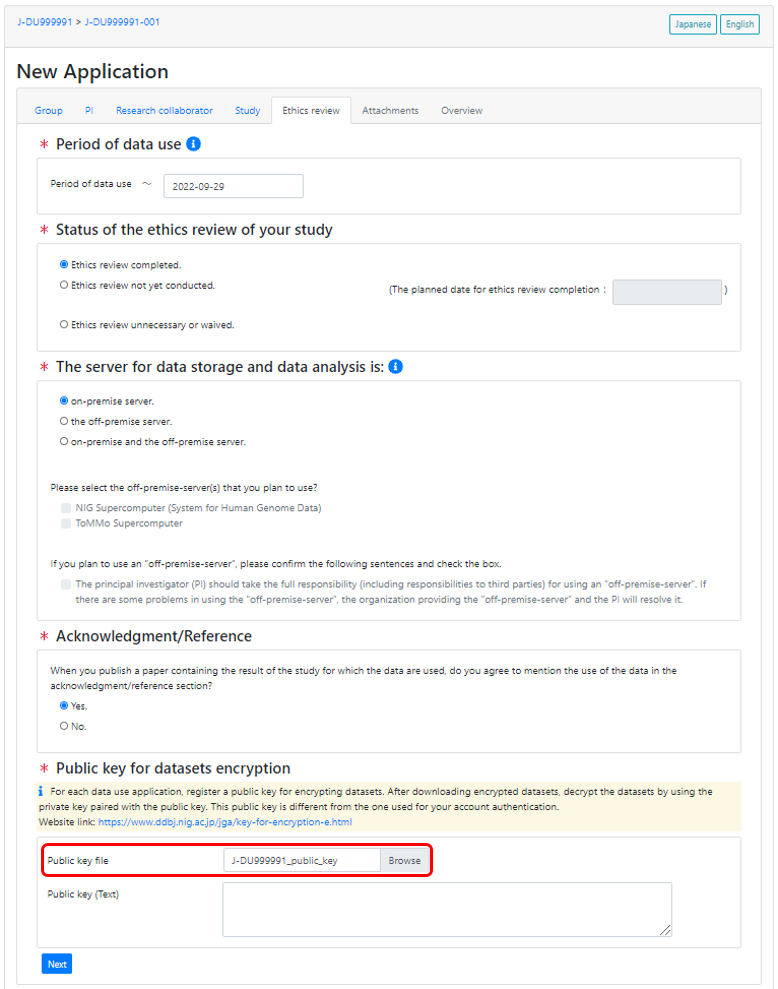 J-DU999991 > J-DU999991-001
Japanese English
New Application
Group PI Research collaborator Study Ethics review Attachments Overview
* Period of data use
Period of data use ～ 2022-09-29
* Status of the ethics review of your study
Ethics review completed.
Ethics review not yet conducted.
(The planned date for ethics review completion : )
Ethics review unnecessary or waived.
* The server for data storage and data analysis is:
on-premise server.
the off-premise server.
on-premise and the off-premise server.
Please select the off-premise-server(s) that you plan to use?
NIG Supercomputer (System for Human Genome Data)
ToMMo Supercomputer
If you plan to use an "off-premise-server", please confirm the following sentences and check the box.
The principal investigator (PI) should take the full responsibility (including responsibilities to third parties) for using an "off-premise-server". If
there are some problems in using the "off-premise-server", the organization providing the "off-premise-server" and the PI will resolve it.
* Acknowledgment/Reference
When you publish a paper containing the result of the study for which the data are used, do you agree to mention the use of the data in the
acknowledgment/reference section?
Yes.
No.
* Public key for datasets encryption
For each data use application, register a public key for encrypting datasets. After downloading encrypted datasets, decrypt the datasets by using the
private key paired with the public key. This public key is different from the one used for your account authentication.
Website link: https://www.ddbj.nig.ac.jp/jga/key-for-encryption-e.html
Public key file J-DU999991_public_key Browse
Public key (Text)
Next